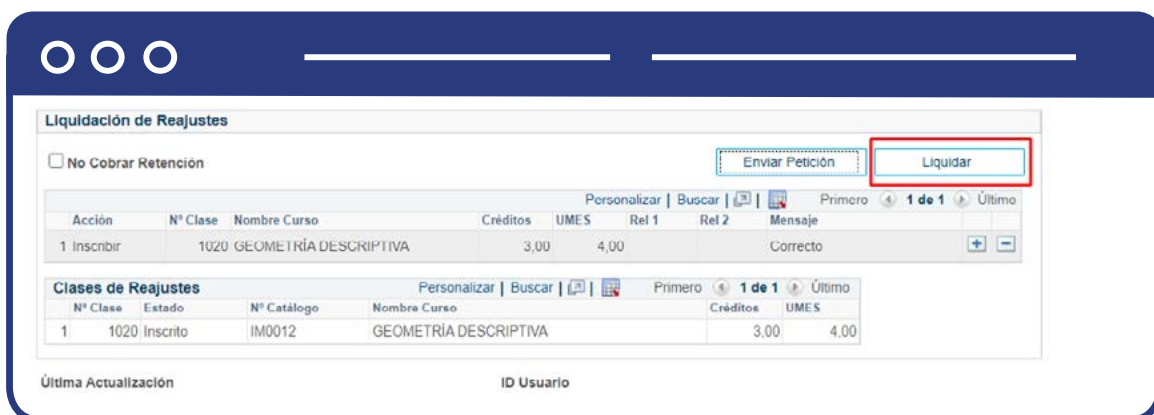 Liquidación de Reajustes
No Cobrar Retención
Enviar Petición
Liquidar
Personalizar | Buscar | | Primero 1 de 1 Último
Acción Nº Clase Nombre Curso Créditos UMES Rel 1 Rel 2 Mensaje
1 Inscribir 1020 GEOMETRÍA DESCRIPTIVA 3,00 4,00 Correcto
Clases de Reajustes Personalizar | Buscar | | Primero 1 de 1 Último
Nº Clase Estado Nº Catálogo Nombre Curso Créditos UMES
1 1020 Inscrito IM0012 GEOMETRÍA DESCRIPTIVA 3,00 4,00
Última Actualización ID Usuario